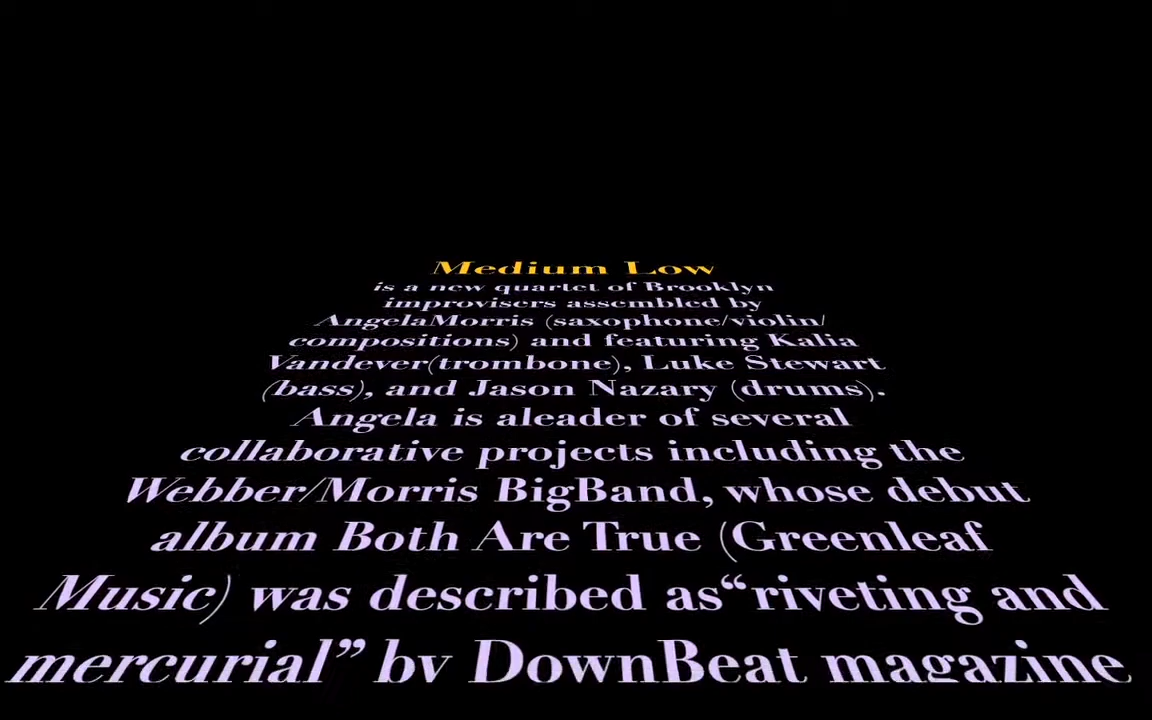 Medium Low
is a new quartet of Brooklyn
improvisers assembled by
AngelaMorris (saxophone/violin/
compositions) and featuring Kalia
Vandever(trombone), Luke Stewart
(bass), and Jason Nazary (drums).
Angela is aleader of several
collaborative projects including the
Webber/Morris BigBand, whose debut
album Both Are True (Greenleaf
Music) was described as“riveting and
mercurial” by DownBeat magazine